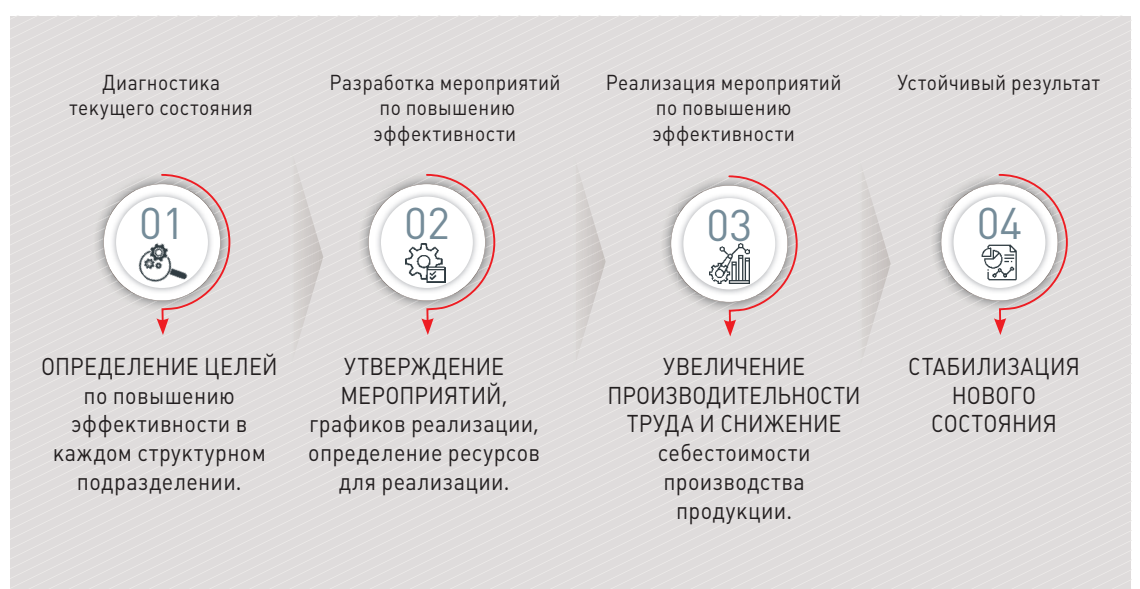 Диагностика
текущего состояния
01
ОПРЕДЕЛЕНИЕ ЦЕЛЕЙ
по повышению
эффективности в
каждом структурном
подразделении.
Разработка мероприятий
по повышению
эффективности
02
УТВЕРЖДЕНИЕ
МЕРОПРИЯТИЙ,
графиков реализации,
определение ресурсов
для реализации.
Реализация мероприятий
по повышению
эффективности
03
УВЕЛИЧЕНИЕ
ПРОИЗВОДИТЕЛЬНОСТИ
ТРУДА И СНИЖЕНИЕ
себестоимости
производства
продукции.
Устойчивый результат
04
СТАБИЛИЗАЦИЯ
НОВОГО
СОСТОЯНИЯ